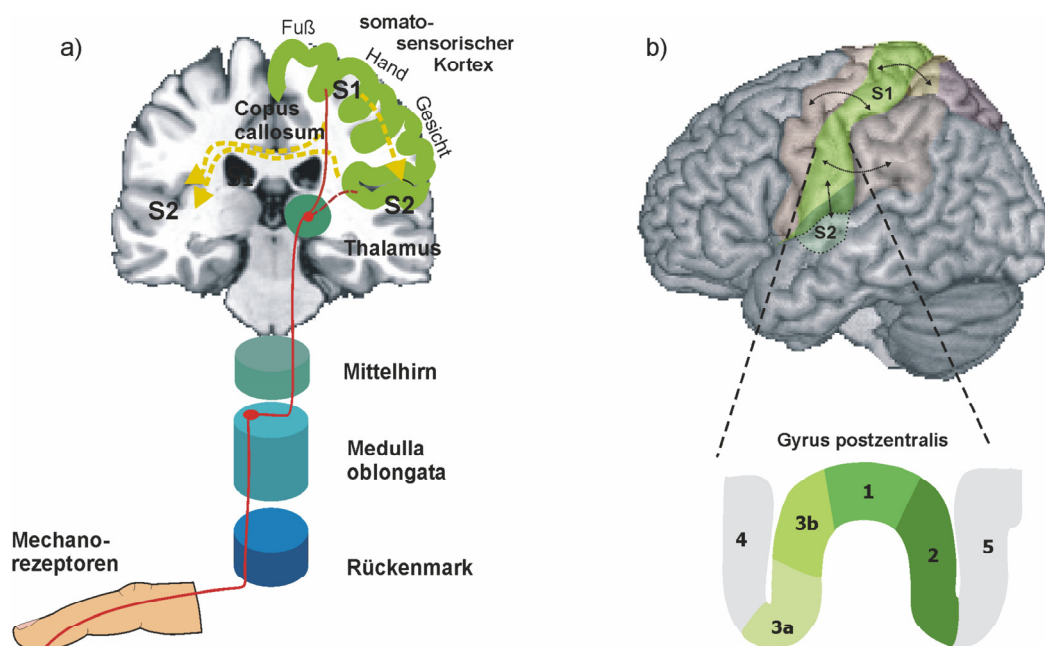 a)
Fuß
somato-
sensorischer
Kortex
Hand
S1
Gesicht
Copus
callosum
S2
S2
Thalamus
Mittelhirn
Medulla
oblongata
Mechano-
rezeptoren
Rückenmark
b)
S1
S2
Gyrus postzentralis
1
3b
4
2
5
3a